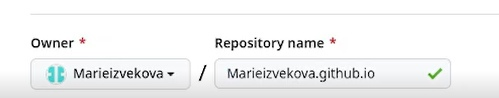 Owner * Repository name *
Marieizvekova / Marieizvekova.github.io